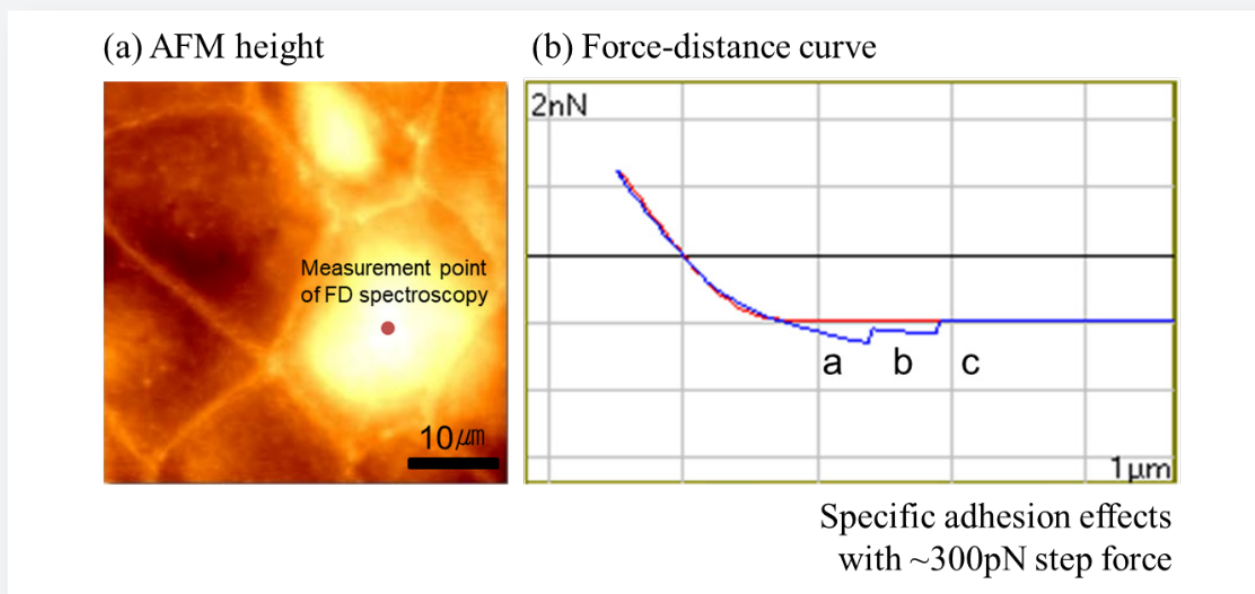 (a) AFM height
(b) Force-distance curve
Measurement point
of FD spectroscopy
10㎛
2nN
a b c
1µm
Specific adhesion effects
with ~300pN step force